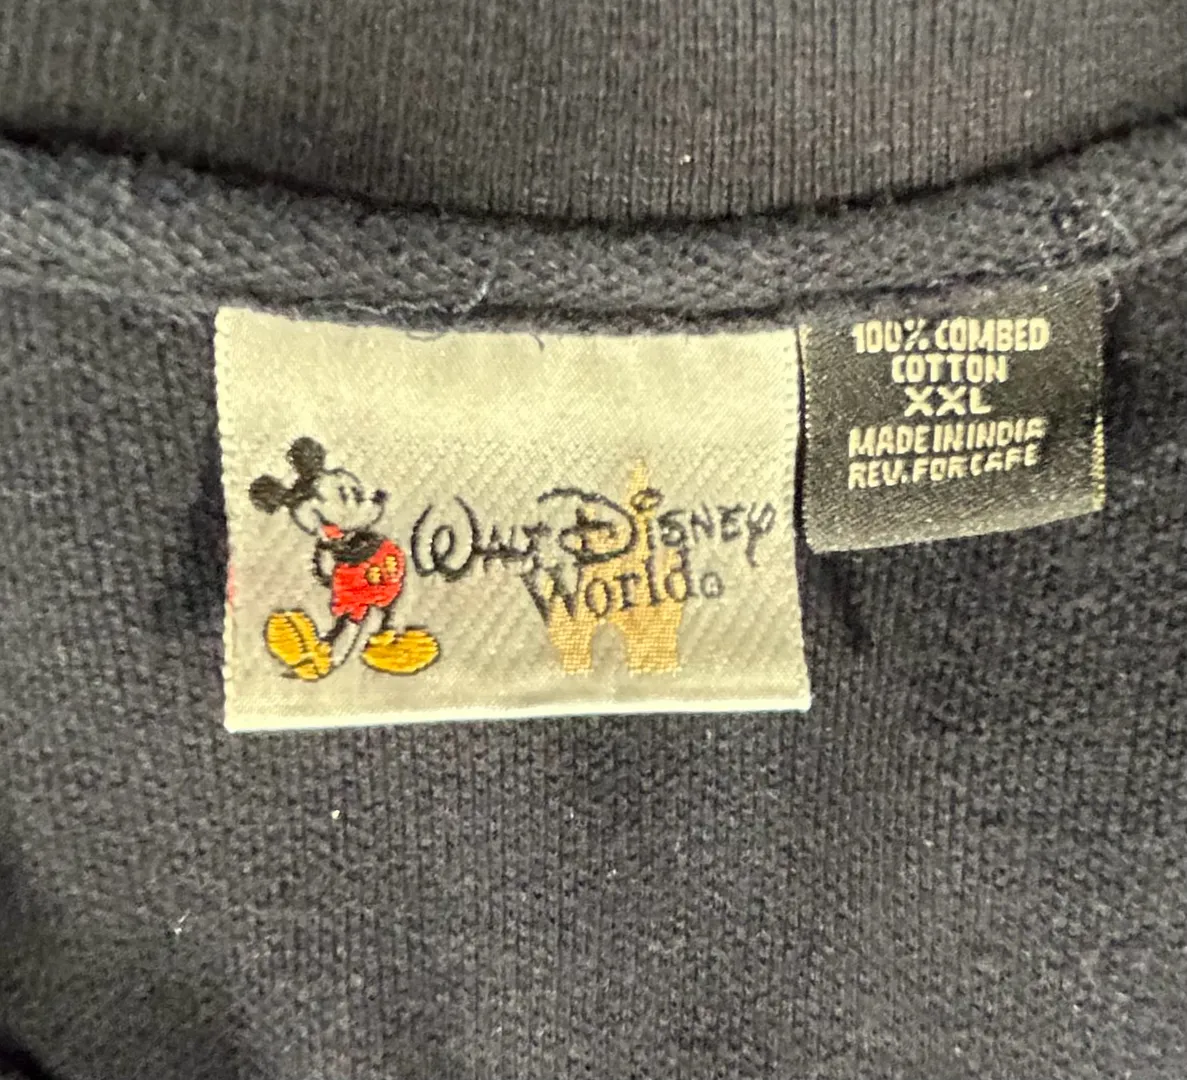 WALT DISNEY
World®
100% COMBED
COTTON
XXL
MADE IN INDIA
REV. FOR CARE